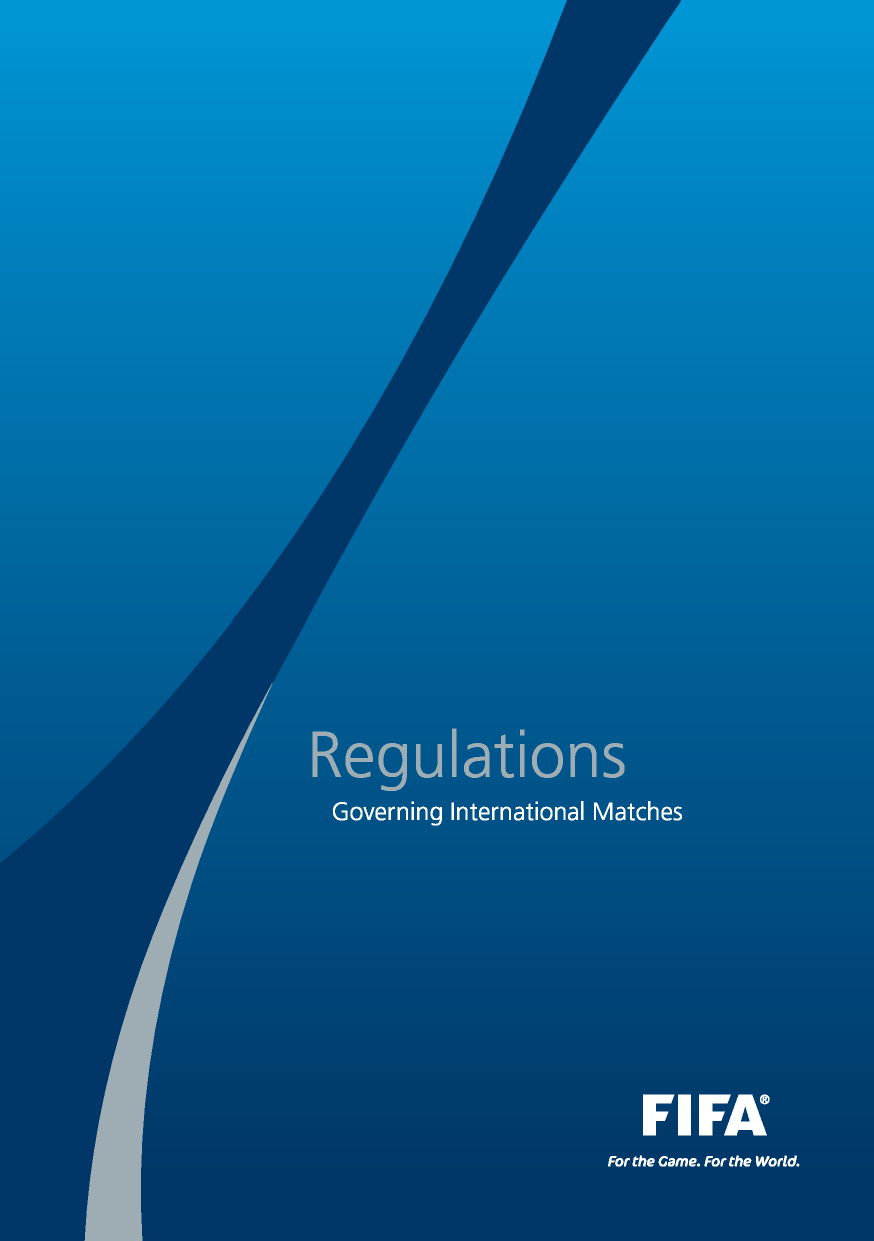 Regulations
Governing International Matches
FIFA®
For the Game. For the World.